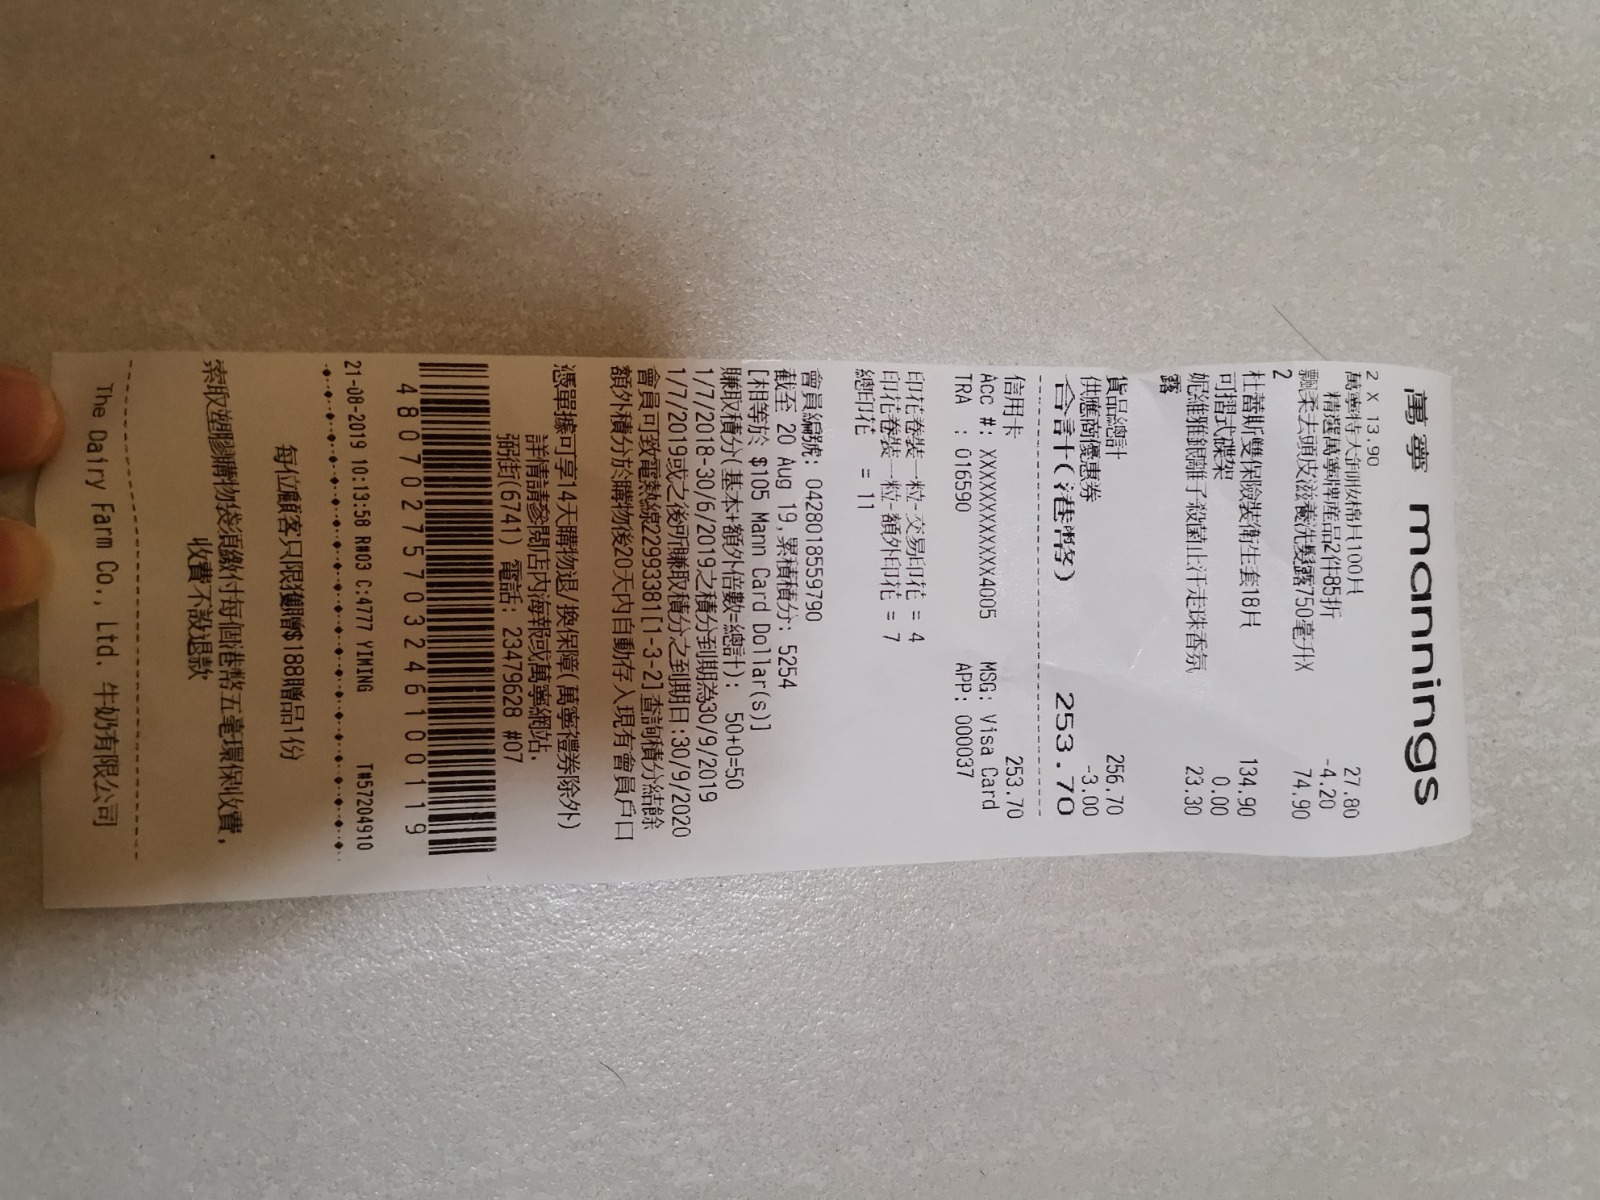 萬寧 mannings
2 X 13.90
萬寧特大潔膚綿片100片 27.80
精選萬寧牌產品2件85折 -4.20
飄柔去頭皮滋養洗髮露750毫升X 74.90
2
杜蕾斯雙保險裝衛生套18片 134.90
可摺式碟架 0.00
妮維雅銀離子殺菌止汗走珠香氛 23.30
露
貨品總計 256.70
供應商優惠券 -3.00
合計(港幣) 253.70
信用卡 253.70
Acc #: XXXXXXXXXXXX4005 MSG: Visa Card
TRA : 016590 APP: 000037
印花卷裝一粒-交易印花 = 4
印花卷裝一粒-額外印花 = 7
總印花 = 11
會員編號: 0428018559790
截至 20 Aug 19,累積積分: 5254
[相等於 $105 Mann Card Dollar(s)]
賺取積分(基本+額外倍數=總計): 50+0=50
1/7/2018-30/6/2019之積分到期為30/9/2019
1/7/2019或之後所賺取積分之到期日:30/9/2020
會員可致電熱線22993381[1-3-2]查詢積分結餘
額外積分於購物後20天內自動存入現有會員戶口
憑單據可享14天購物退/換保障(萬寧禮券除外)
詳情請參閱店內海報或萬寧網站.
弼街(6741) 電話: 23479628 #07
48070275703246100119
21-08-2019 10:13:58 R#03 C:4777 YIMING T#57204910
每位顧客只限獲贈$188贈品1份
索取塑膠購物袋須繳付每個港幣五毫環保收費,
收費不設退款
The Dairy Farm Co., Ltd. 牛奶有限公司